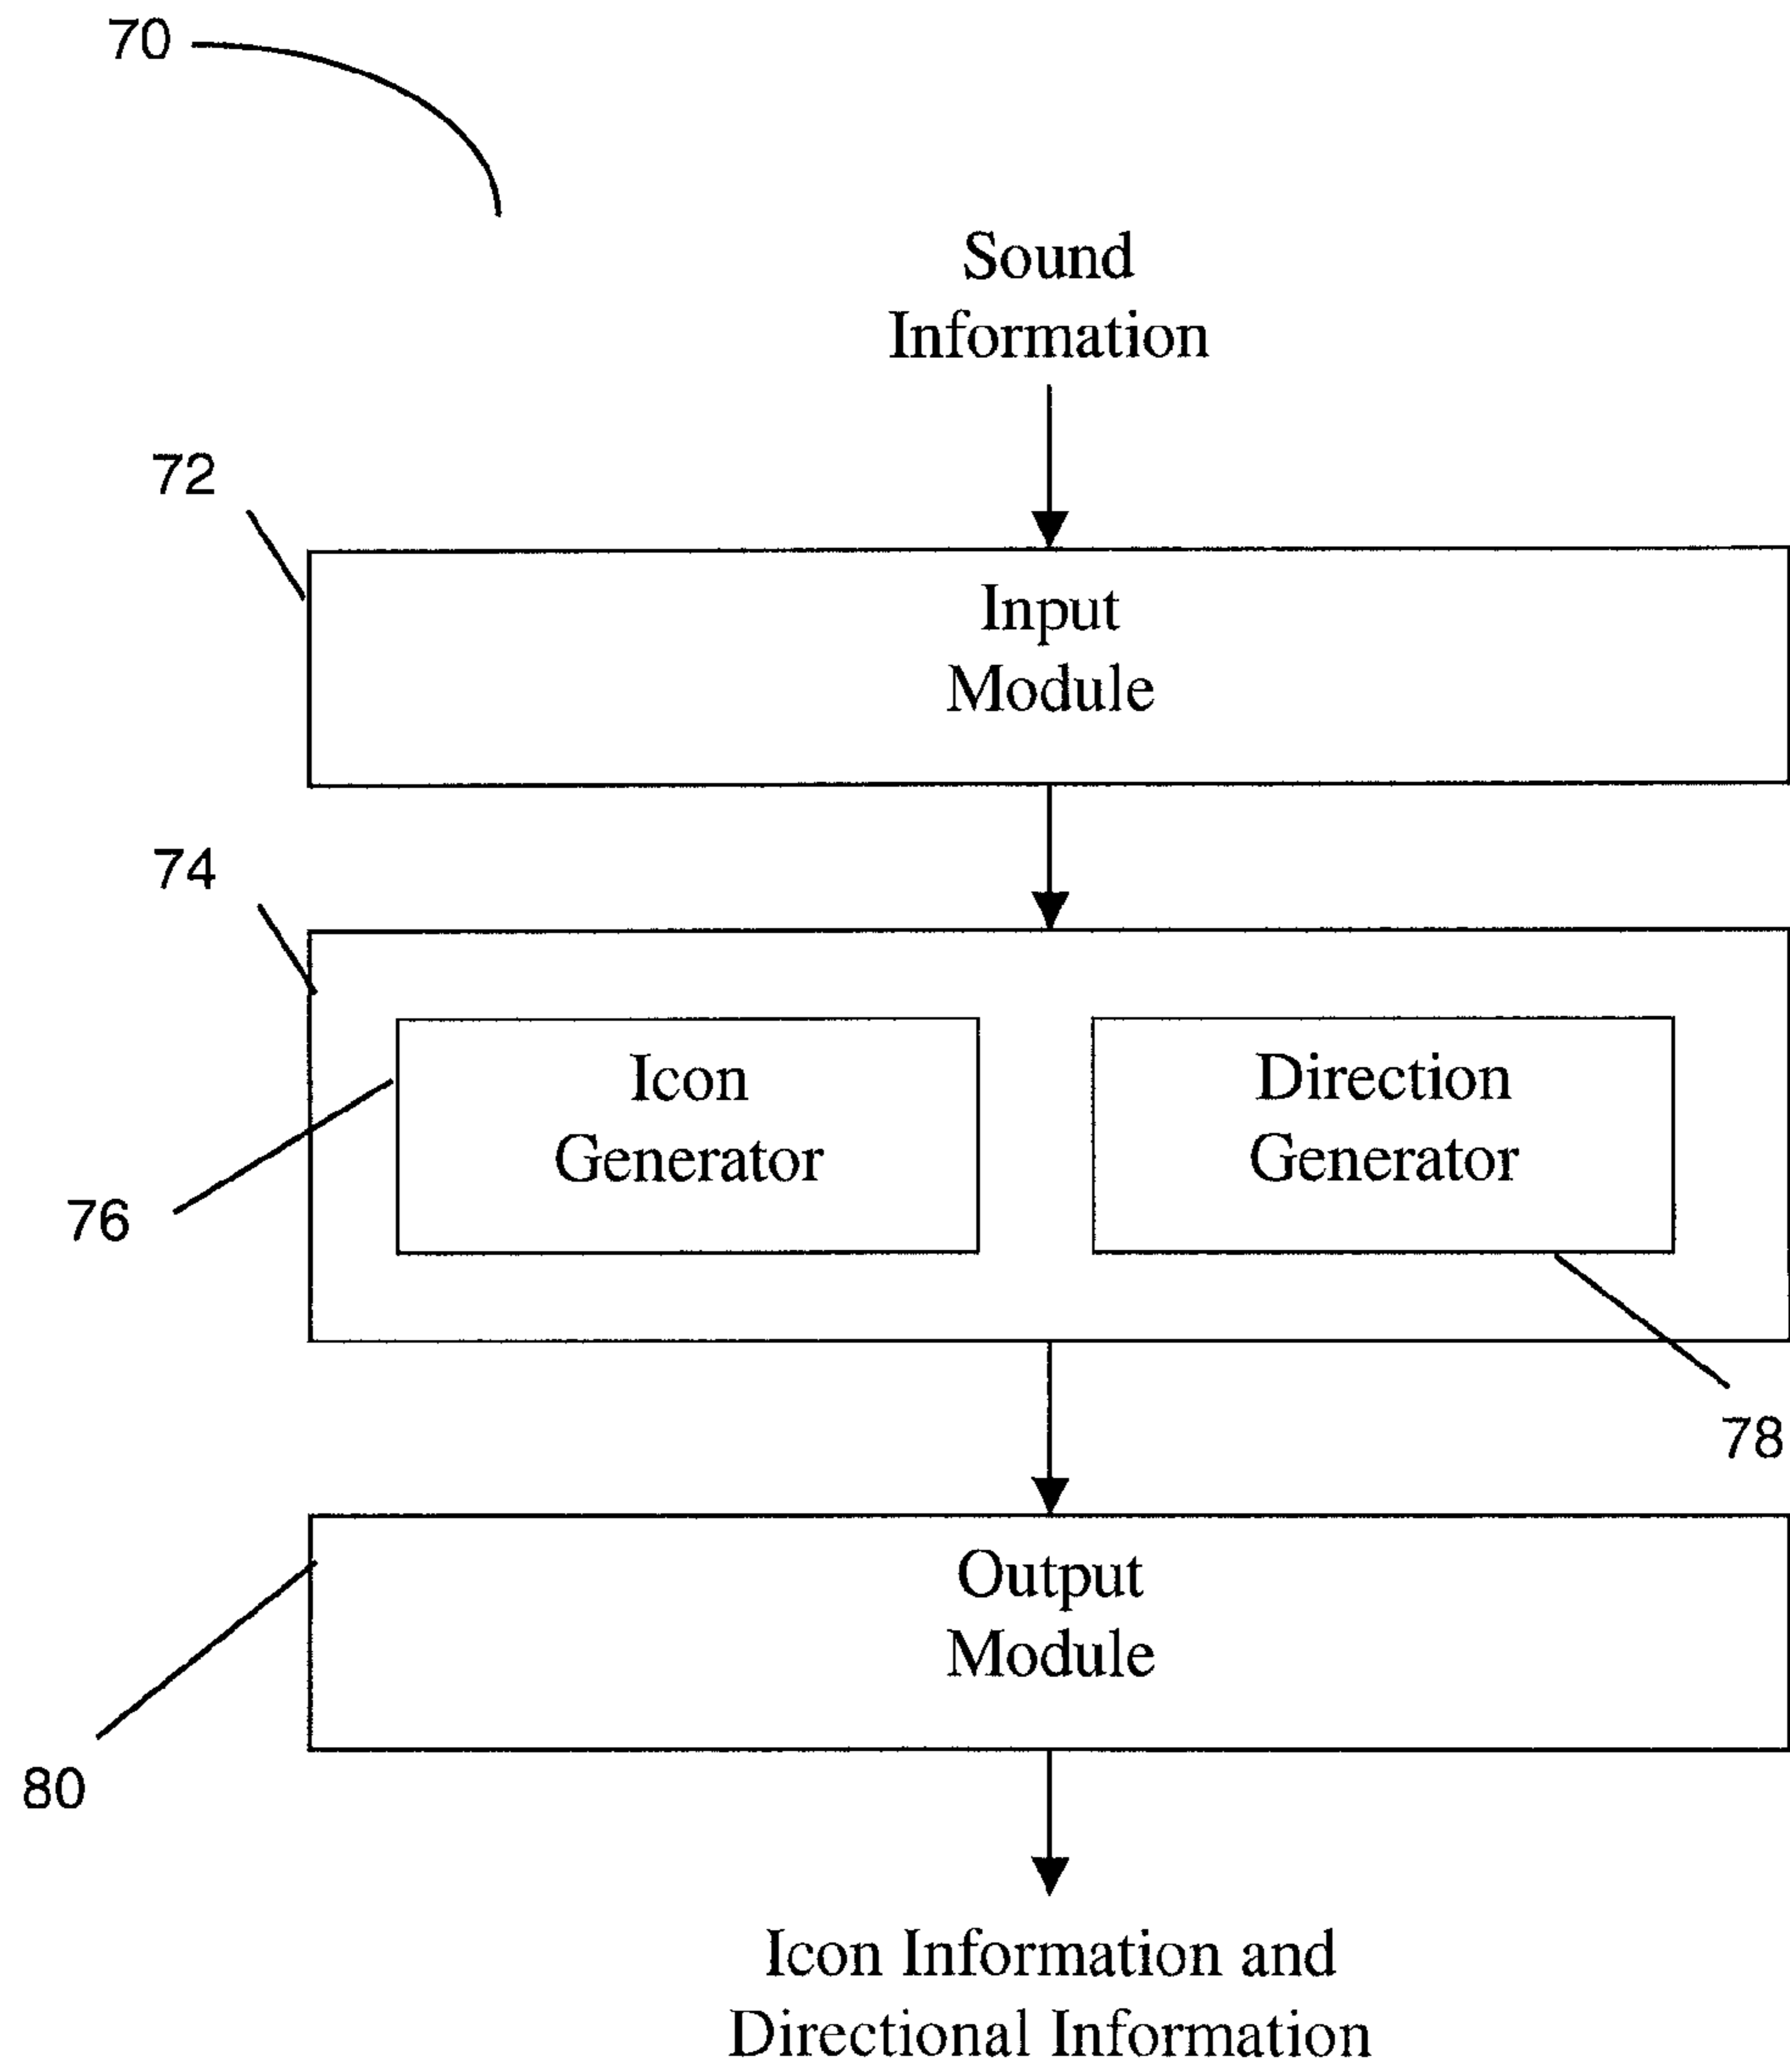 70
Sound
Information
72
Input
Module
74
Icon
Generator
Direction
Generator
76
78
Output
Module
80
Icon Information and
Directional Information